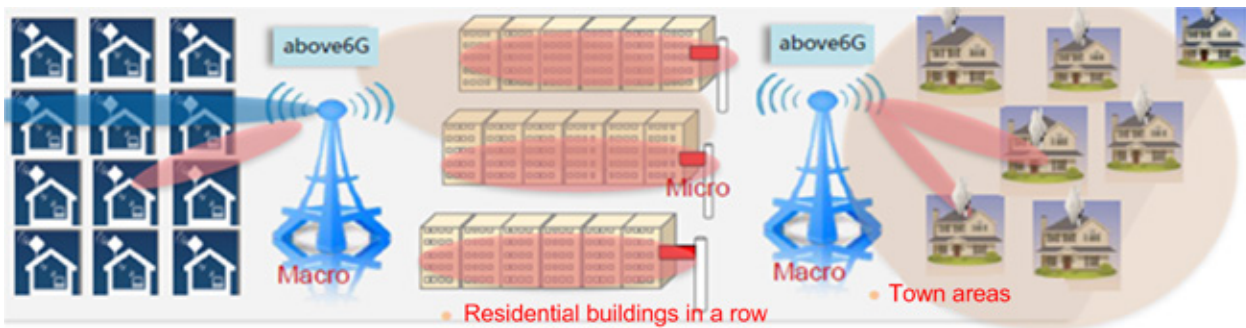 above6G
above6G
Micro
Macro
Macro
Town areas
Residential buildings in a row